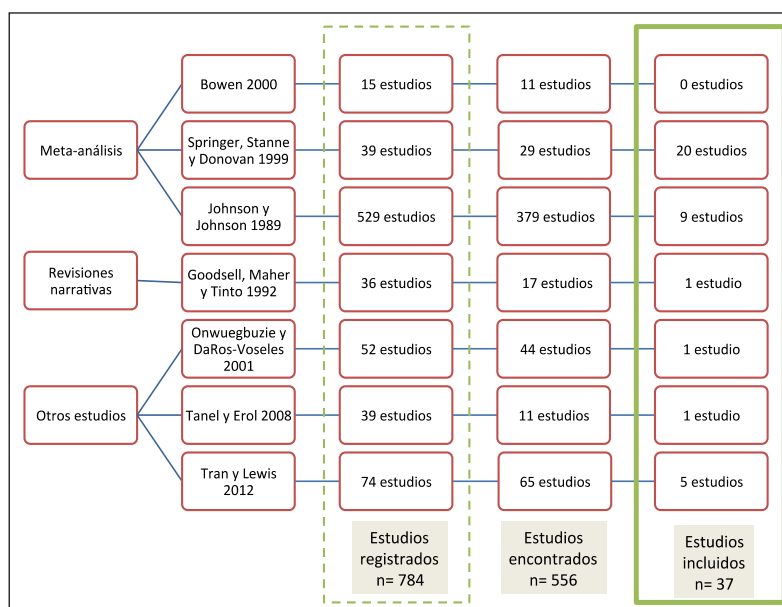 Bowen 2000
15 estudios
11 estudios
0 estudios
Meta-análisis
Springer, Stanne
y Donovan 1999
39 estudios
29 estudios
20 estudios
Johnson y
Johnson 1989
529 estudios
379 estudios
9 estudios
Revisiones
narrativas
Goodsell, Maher
y Tinto 1992
36 estudios
17 estudios
1 estudio
Onwuegbuzie y
DaRos-Voseles
2001
52 estudios
44 estudios
1 estudio
Otros estudios
Tanel y Erol 2008
39 estudios
11 estudios
1 estudio
Tran y Lewis
2012
74 estudios
65 estudios
5 estudios
Estudios
registrados
n= 784
Estudios
encontrados
n= 556
Estudios
incluidos
n= 37